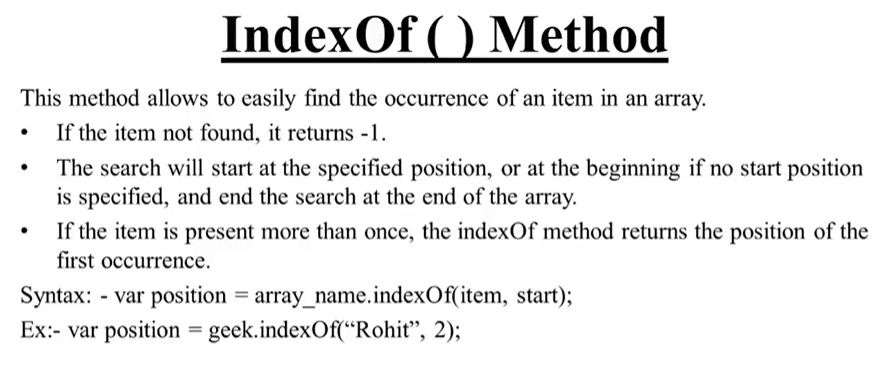 IndexOf ( ) Method
This method allows to easily find the occurrence of an item in an array.
• If the item not found, it returns -1.
• The search will start at the specified position, or at the beginning if no start position
is specified, and end the search at the end of the array.
• If the item is present more than once, the indexOf method returns the position of the
first occurrence.
Syntax: - var position = array_name.indexOf(item, start);
Ex:- var position = geek.indexOf(“Rohit”, 2);